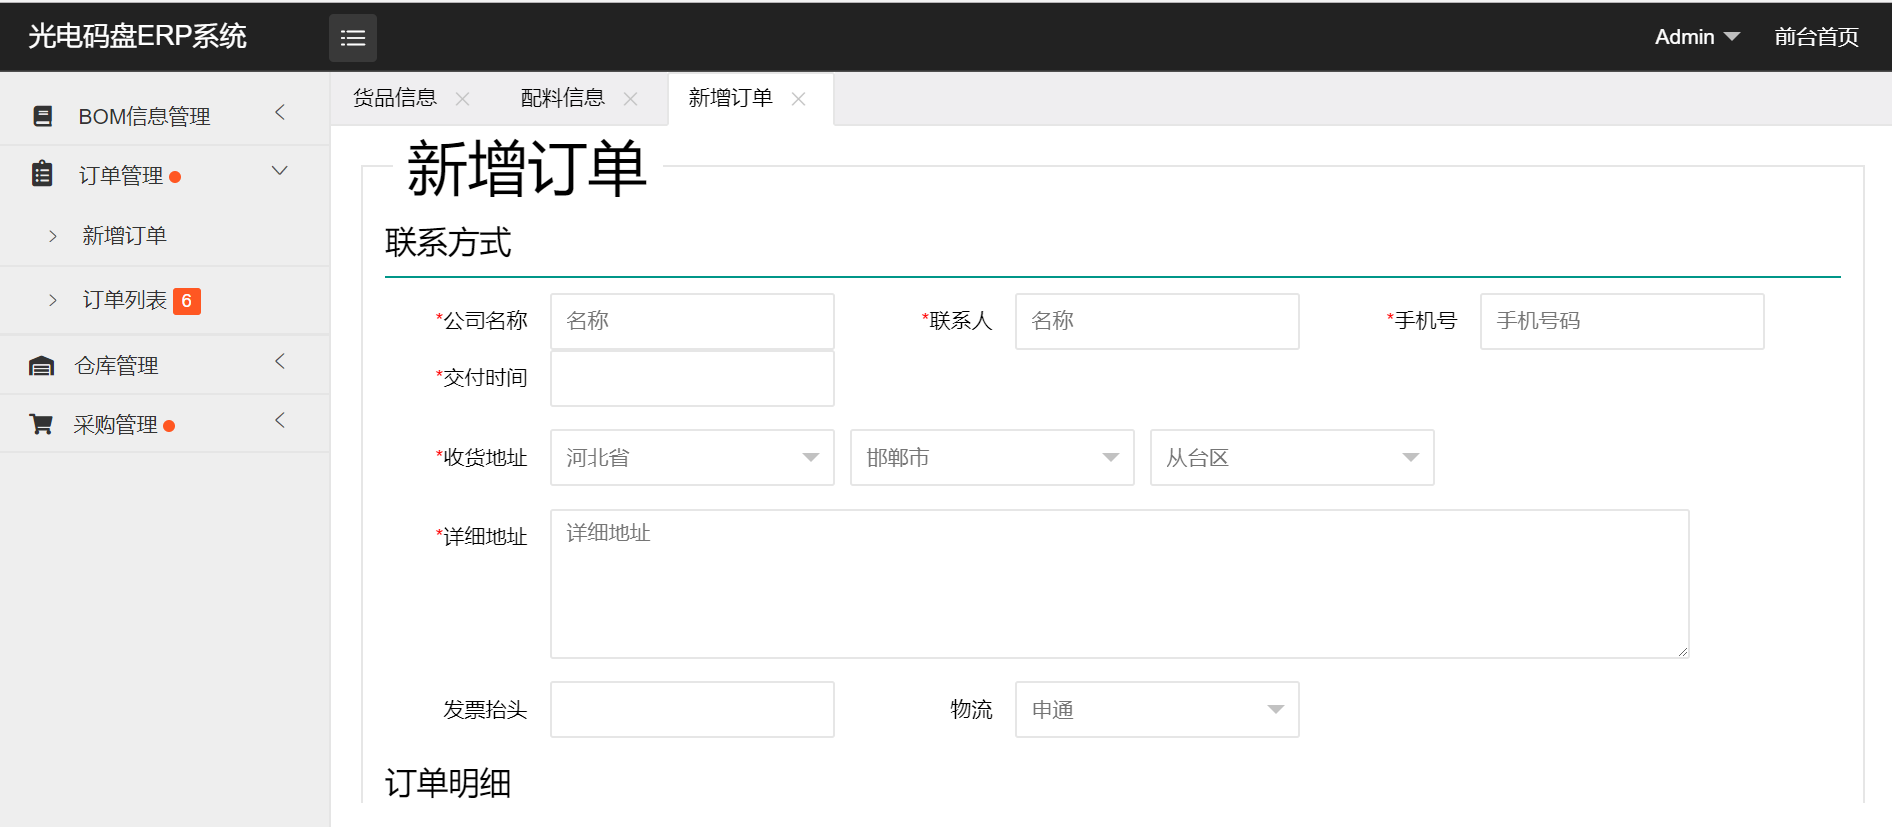 光电码盘ERP系统
Admin
前台首页
BOM信息管理
订单管理
新增订单
订单列表 6
仓库管理
采购管理
货品信息
配料信息
新增订单
新增订单
联系方式
*公司名称 名称
*联系人 名称
*手机号 手机号码
*交付时间
*收货地址 河北省 邯郸市 从台区
*详细地址 详细地址
发票抬头
物流 申通
订单明细